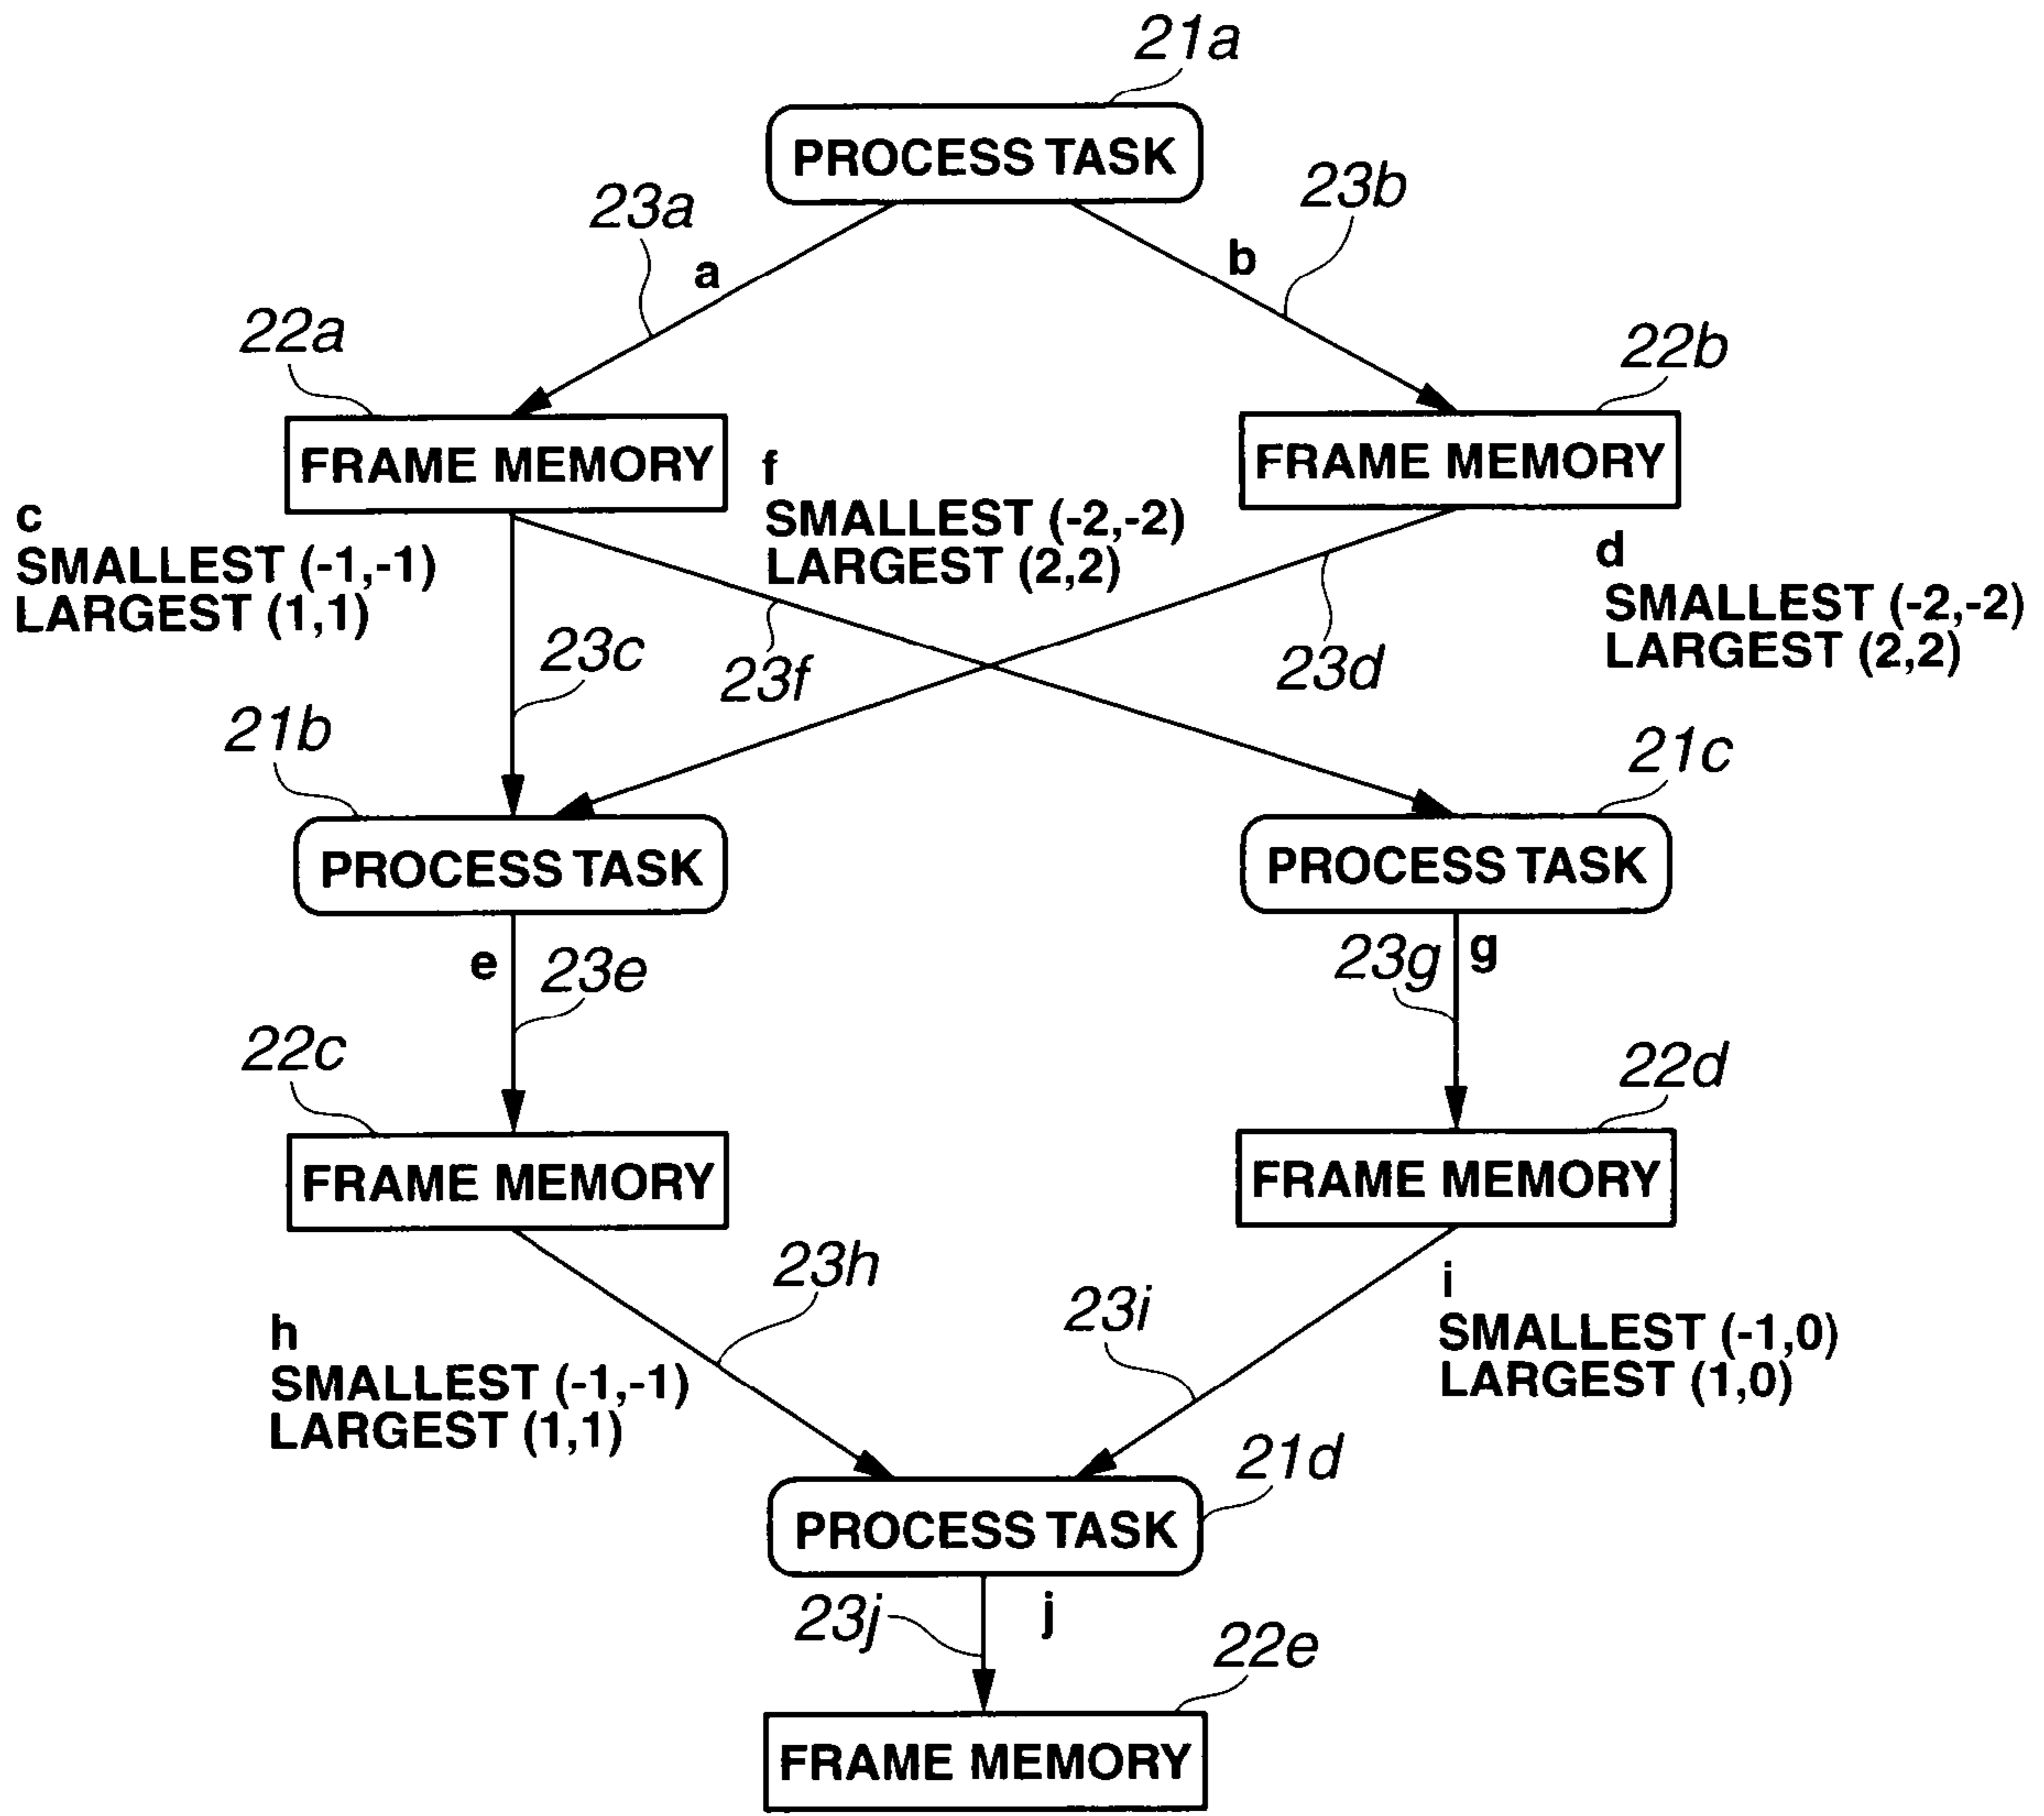 21a
PROCESS TASK
23a
23b
a
b
22a
22b
FRAME MEMORY
FRAME MEMORY
c
SMALLEST (-1,-1)
LARGEST (1,1)
f
SMALLEST (-2,-2)
LARGEST (2,2)
d
SMALLEST (-2,-2)
LARGEST (2,2)
23c
23f
23d
21b
21c
PROCESS TASK
PROCESS TASK
e
23e
23g
g
22c
22d
FRAME MEMORY
FRAME MEMORY
23h
23i
h
SMALLEST (-1,-1)
LARGEST (1,1)
i
SMALLEST (-1,0)
LARGEST (1,0)
21d
PROCESS TASK
23j
j
22e
FRAME MEMORY